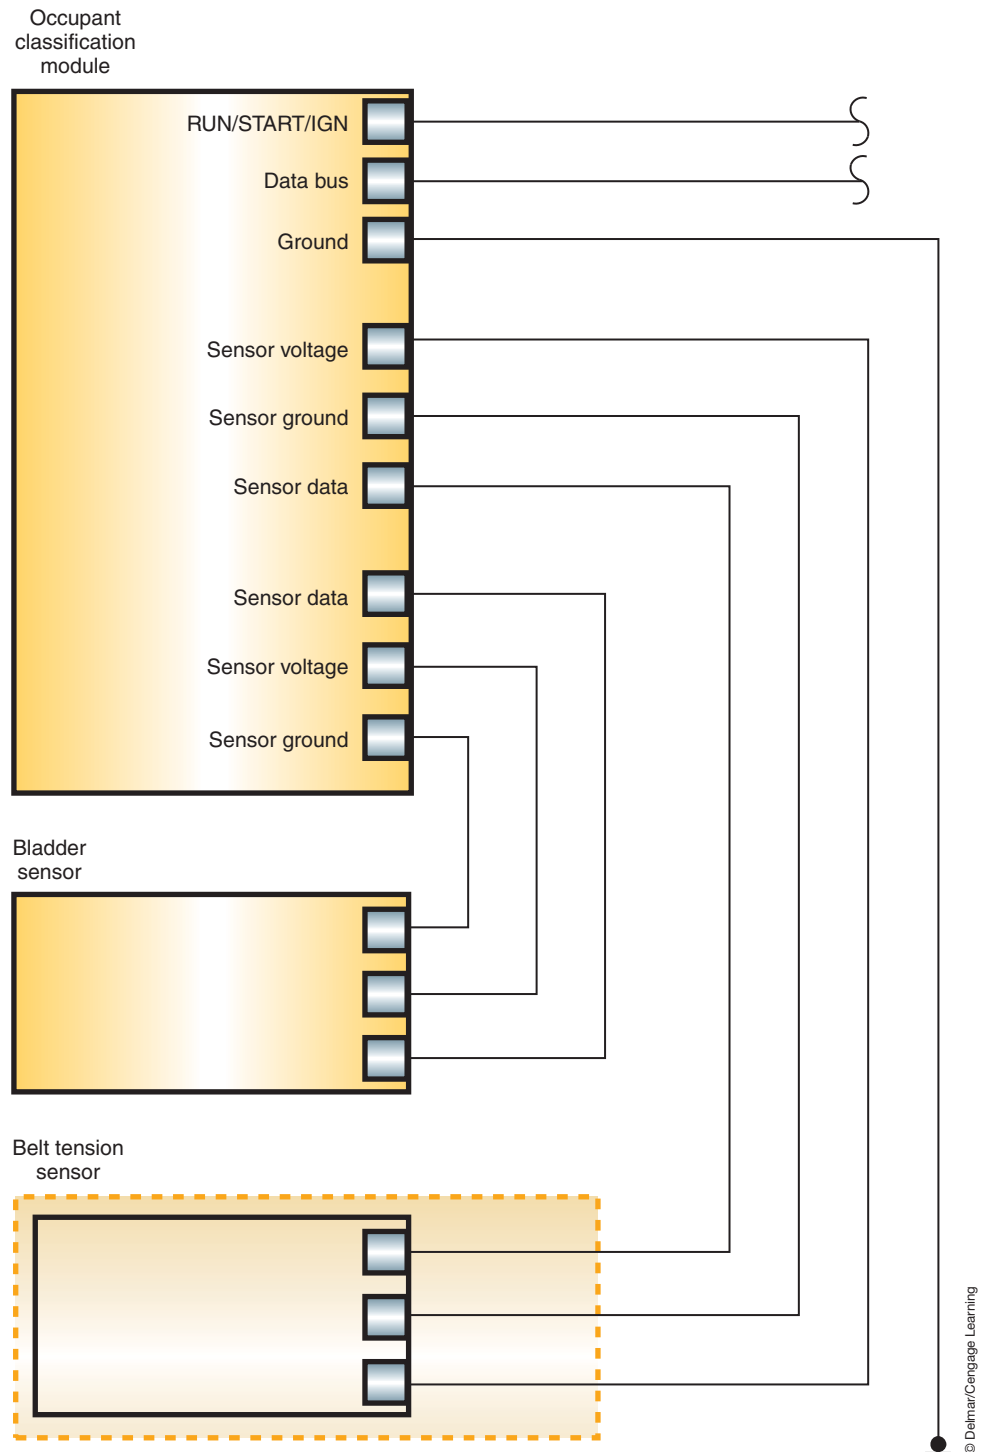 Occupant
classification
module
RUN/START/IGN
Data bus
Ground
Sensor voltage
Sensor ground
Sensor data
Sensor data
Sensor voltage
Sensor ground
Bladder
sensor
Belt tension
sensor
© Delmar/Cengage Learning